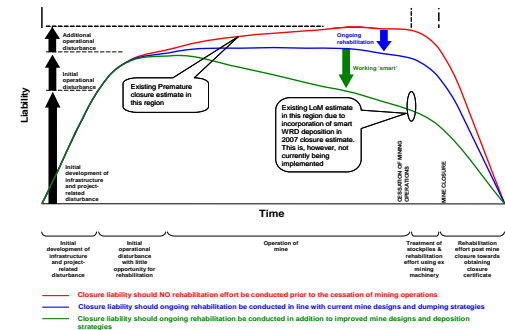 Additional
operational
disturbance
Initial
operational
disturbance
Liability
Initial
development of
infrastructure
and project-
related
disturbance
Existing Premature
closure estimate in
this region
Ongoing
rehabilitation
Working 'smart'
Existing LoM estimate
in this region due to
incorporation of smart
WRD deposition in
2007 closure estimate.
This is, however, not
currently being
implemented
CESSATION OF MINING
OPERATIONS
MINE CLOSURE
Time
Initial
development of
infrastructure
and project-
related
disturbance
Initial
operational
disturbance
with little
opportunity for
rehabilitation
Operation of
mine
Treatment of
stockpiles &
rehabilitation
effort using ex
mining
machinery
Rehabilitation
effort post mine
closure towards
obtaining
closure
certificate
Closure liability should NO rehabilitation effort be conducted prior to the cessation of mining operations
Closure liability should ongoing rehabilitation be conducted in line with current mine designs and dumping strategies
Closure liability should ongoing rehabilitation be conducted in addition to improved mine designs and deposition
strategies